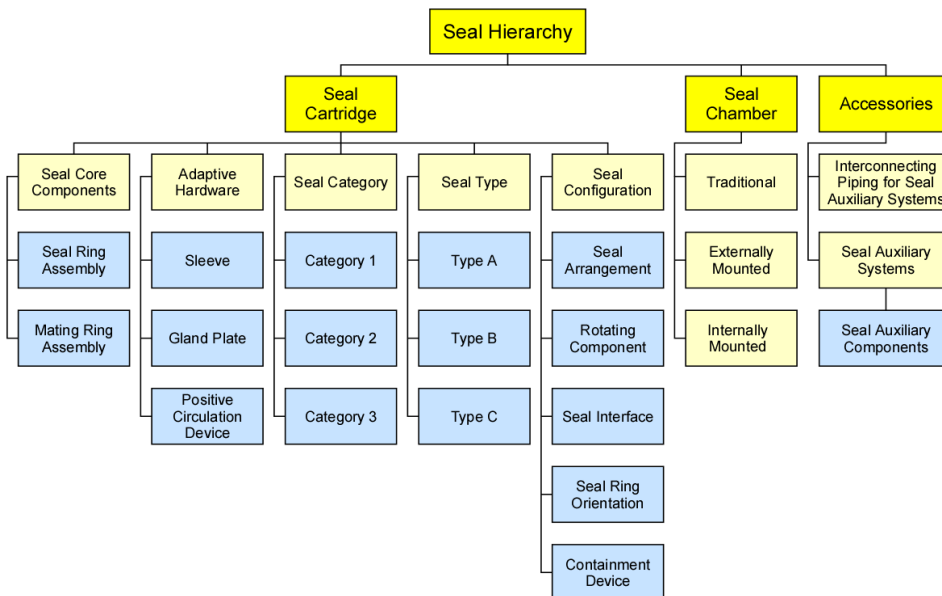 Seal Hierarchy
Seal
Cartridge
Seal
Chamber
Accessories
Seal Core
Components
Adaptive
Hardware
Seal Category
Seal Type
Seal
Configuration
Traditional
Interconnecting
Piping for Seal
Auxiliary Systems
Seal Ring
Assembly
Sleeve
Category 1
Type A
Seal
Arrangement
Externally
Mounted
Seal Auxiliary
Systems
Mating Ring
Assembly
Gland Plate
Category 2
Type B
Rotating
Component
Internally
Mounted
Seal Auxiliary
Components
Positive
Circulation
Device
Category 3
Type C
Seal Interface
Seal Ring
Orientation
Containment
Device